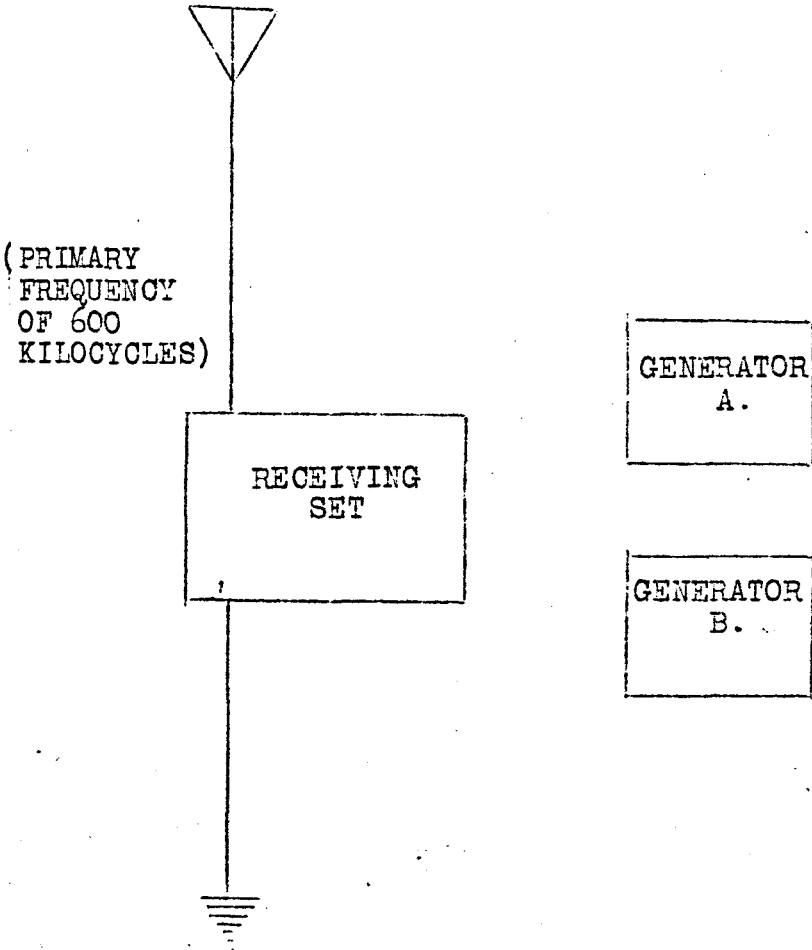 (PRIMARY
FREQUENCY
OF 600
KILOCYCLES)
RECEIVING
SET
GENERATOR
A.
GENERATOR
B.